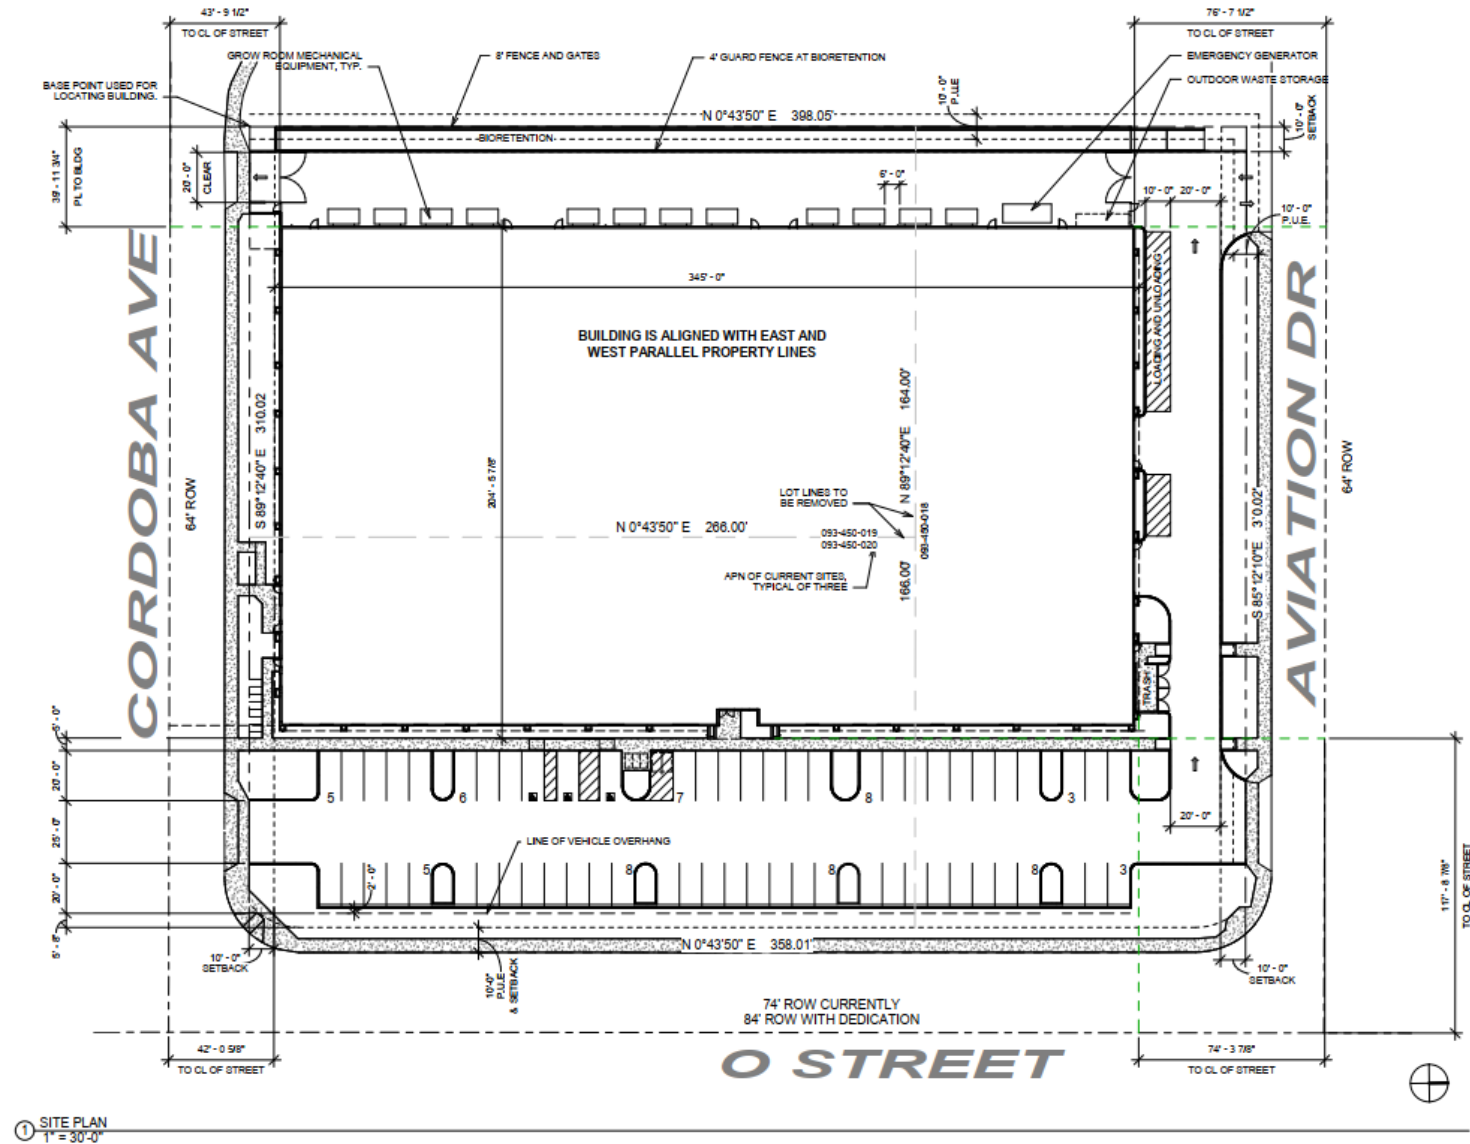 43' - 9 1/2"
TO CL OF STREET
76' - 7 1/2"
TO CL OF STREET
GROW ROOM MECHANICAL
EQUIPMENT, TYP.
8' FENCE AND GATES
4' GUARD FENCE AT BIORETENTION
EMERGENCY GENERATOR
OUTDOOR WASTE STORAGE
BASE POINT USED FOR
LOCATING BUILDING.
10' - 0"
P.U.E
N 0°43'50" E 398.05'
10' - 0"
SETBACK
BIORETENTION
39' - 11 3/4"
PL TO BLDG
20' - 0"
CLEAR
6' - 0"
10' - 0"
20' - 0"
10' - 0"
P.U.E.
345' - 0"
LOADING AND UNLOADING
BUILDING IS ALIGNED WITH EAST AND
WEST PARALLEL PROPERTY LINES
CORDOBA AVE
64' ROW
S 89°12'40" E 310.02
204' - 5 7/8"
N 89°12'40"E 164.00'
AVIATION DR
64' ROW
LOT LINES TO
BE REMOVED
N 0°43'50" E 266.00'
093-450-019
093-450-020
093-450-018
APN OF CURRENT SITES,
TYPICAL OF THREE
166.00'
S 85°12'10"E 3'0.02'
TRASH
5' - 0"
20' - 0"
5
6
7
8
3
25' - 0"
20' - 0"
LINE OF VEHICLE OVERHANG
5
8
8
8
3
20' - 0"
2' - 0"
117' - 8 7/8"
TO CL OF STREET
N 0°43'50" E 358.01'
10' - 0"
SETBACK
10'-0"
P.U.E
& SETBACK
10' - 0"
SETBACK
74' ROW CURRENTLY
84' ROW WITH DEDICATION
42' - 0 5/8"
TO CL OF STREET
O STREET
74' - 3 7/8"
TO CL OF STREET
1
SITE PLAN
1" = 30'-0"